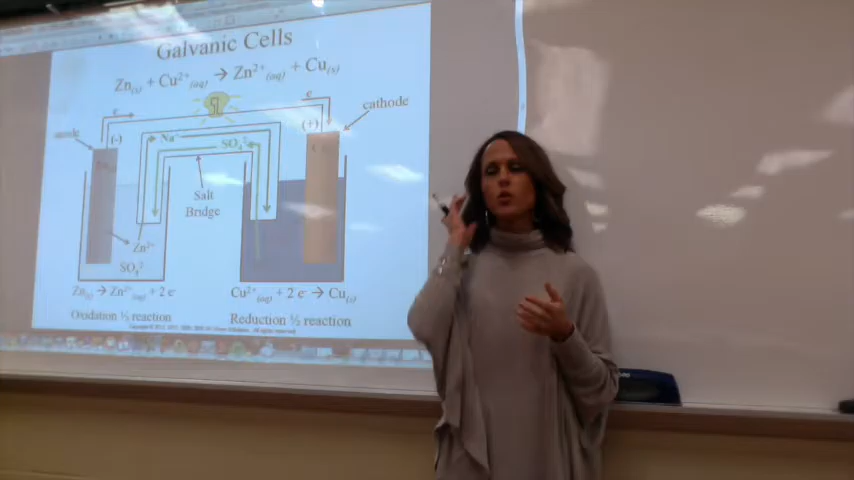 Galvanic Cells
Zn(s) + Cu²⁺(aq) → Zn²⁺(aq) + Cu(s)
e⁻
e⁻
cathode
anode
(-)
(+)
Na⁺
SO₄²⁻
Salt
Bridge
Zn²⁺
SO₄²⁻
Zn(s) → Zn²⁺(aq) + 2 e⁻
Cu²⁺(aq) + 2 e⁻ → Cu(s)
Oxidation ½ reaction
Reduction ½ reaction